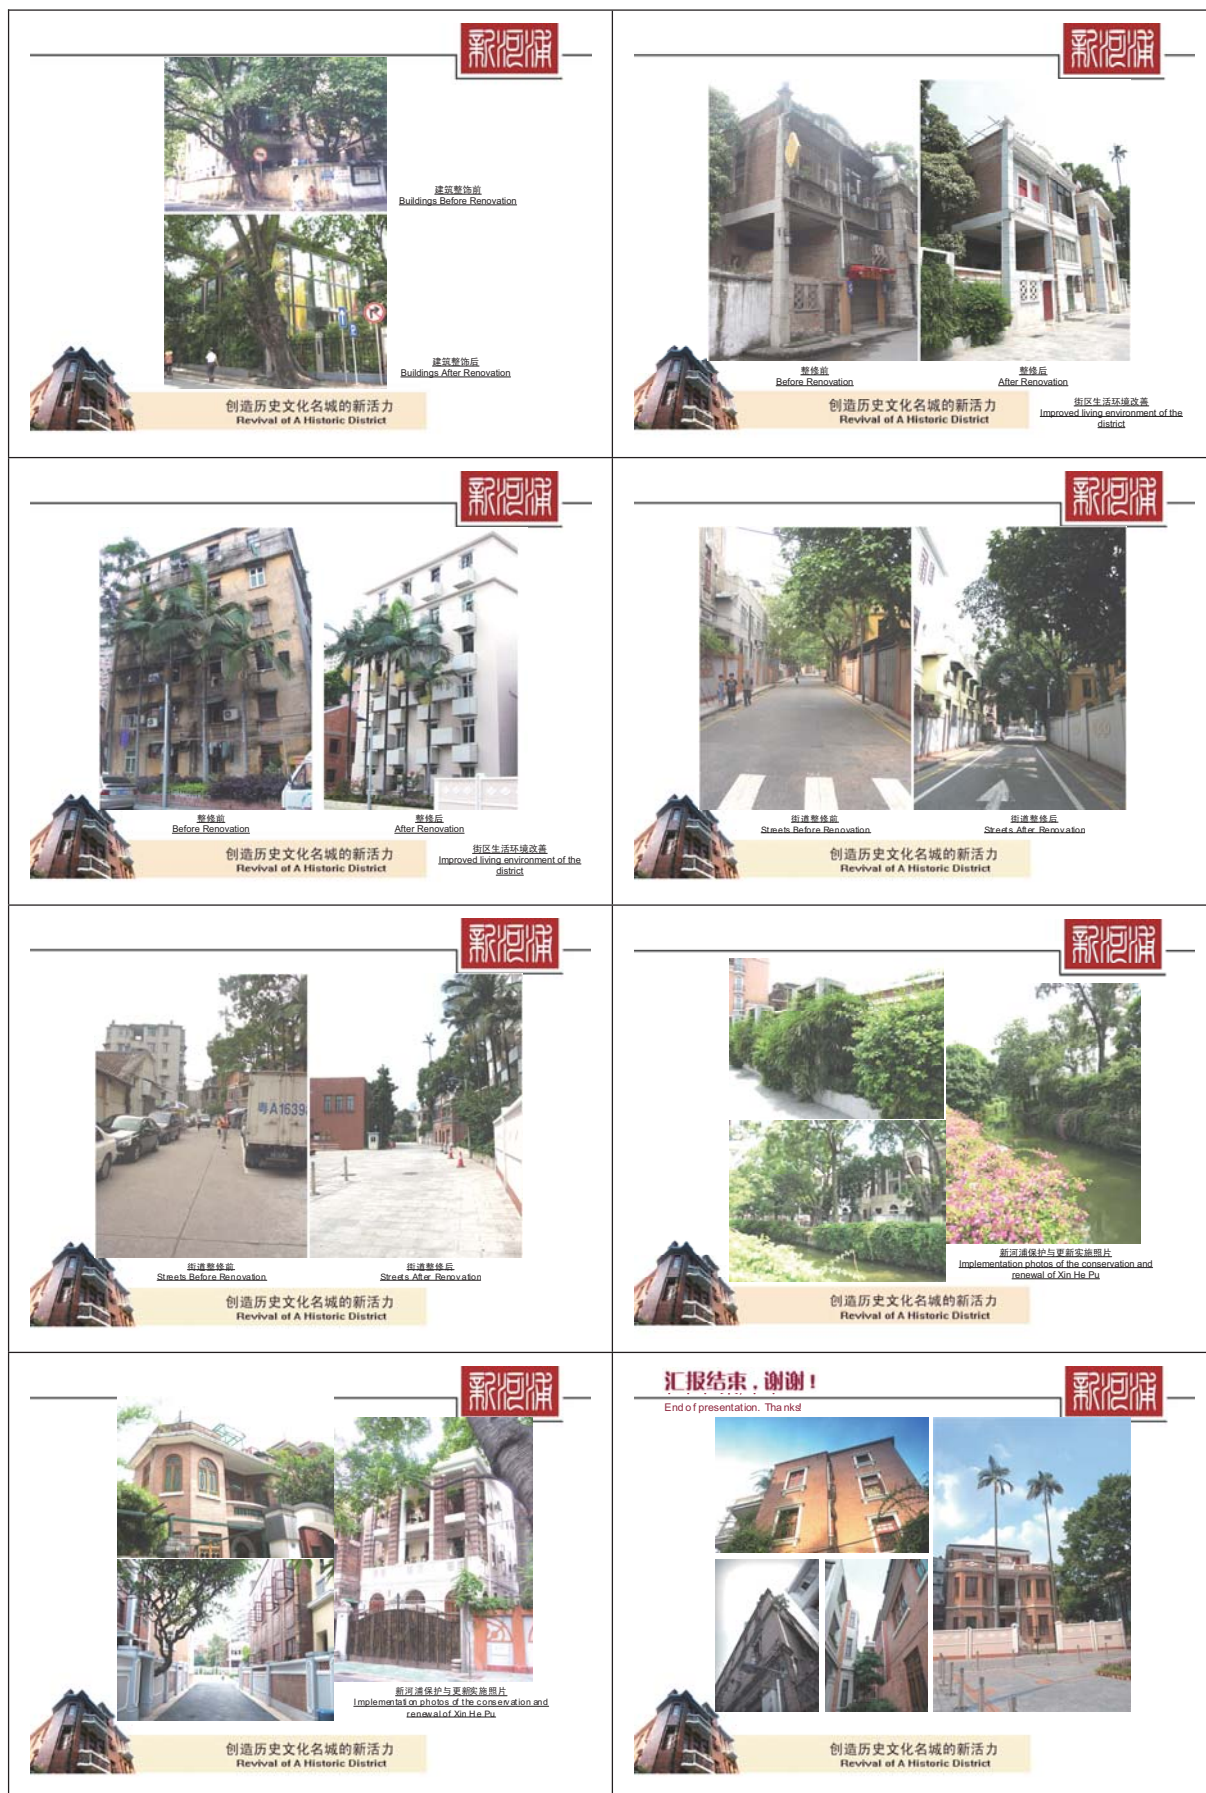 新河浦
建筑整饰前
Buildings Before Renovation
建筑整饰后
Buildings After Renovation
创造历史文化名城的新活力
Revival of A Historic District
新河浦
整修前
Before Renovation
整修后
After Renovation
街区生活环境改善
Improved living environment of the
district
创造历史文化名城的新活力
Revival of A Historic District
新河浦
整修前
Before Renovation
整修后
After Renovation
街区生活环境改善
Improved living environment of the
district
创造历史文化名城的新活力
Revival of A Historic District
新河浦
街道整修前
Streets Before Renovation
街道整修后
Streets After Renovation
创造历史文化名城的新活力
Revival of A Historic District
新河浦
粤A1639
街道整修前
Streets Before Renovation
街道整修后
Streets After Renovation
创造历史文化名城的新活力
Revival of A Historic District
新河浦
新河浦保护与更新实施照片
Implementation photos of the conservation and
renewal of Xin He Pu
创造历史文化名城的新活力
Revival of A Historic District
新河浦
新河浦保护与更新实施照片
Implementation photos of the conservation and
renewal of Xin He Pu
创造历史文化名城的新活力
Revival of A Historic District
汇报结束，谢谢！
End of presentation. Thanks!
新河浦
创造历史文化名城的新活力
Revival of A Historic District